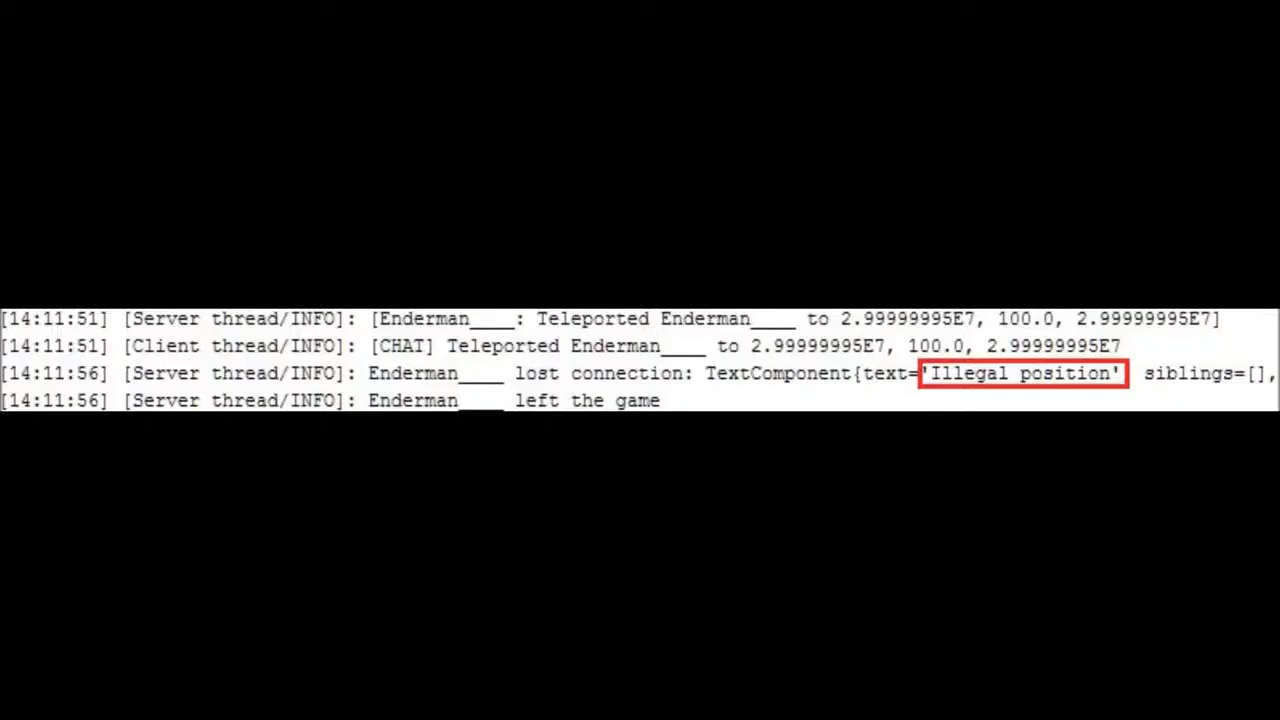 [14:11:51] [Server thread/INFO]: [Enderman____: Teleported Enderman____ to 2.99999995E7, 100.0, 2.99999995E7]
[14:11:51] [Client thread/INFO]: [CHAT] Teleported Enderman____ to 2.99999995E7, 100.0, 2.99999995E7
[14:11:56] [Server thread/INFO]: Enderman____ lost connection: TextComponent{text='Illegal position' siblings=[],
[14:11:56] [Server thread/INFO]: Enderman____ left the game